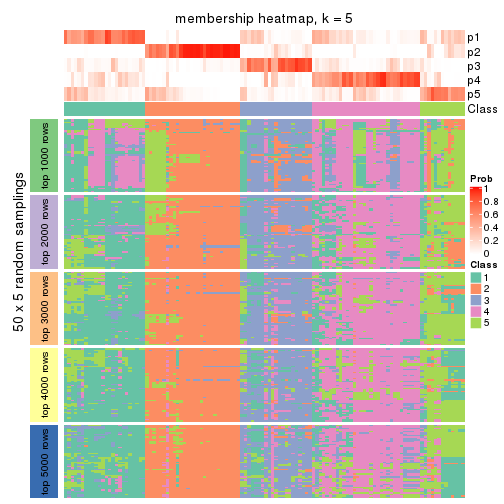 membership heatmap, k = 5
p1
p2
p3
p4
p5
Class
50 x 5 random samplings
top 1000 rows
top 2000 rows
top 3000 rows
top 4000 rows
top 5000 rows
Prob
1
0.8
0.6
0.4
0.2
0
Class
1
2
3
4
5